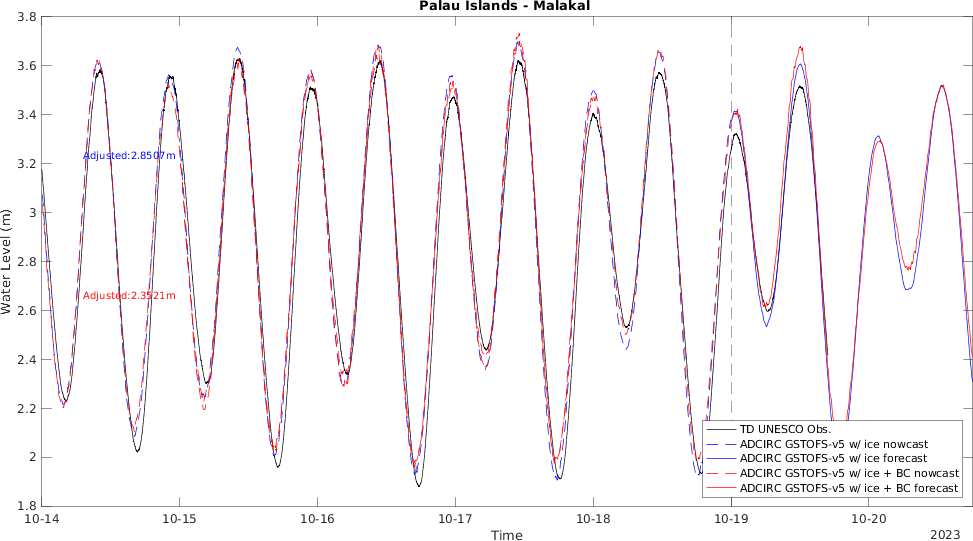 Palau Islands - Malakal
3.8
3.6
3.4
3.2
3
2.8
2.6
2.4
2.2
2
1.8
Water Level (m)
Adjusted:2.8507m
Adjusted:2.3521m
TD UNESCO Obs.
ADCIRC GSTOFS-v5 w/ ice nowcast
ADCIRC GSTOFS-v5 w/ ice forecast
ADCIRC GSTOFS-v5 w/ ice + BC nowcast
ADCIRC GSTOFS-v5 w/ ice + BC forecast
10-14 10-15 10-16 10-17 10-18 10-19 10-20
Time
2023